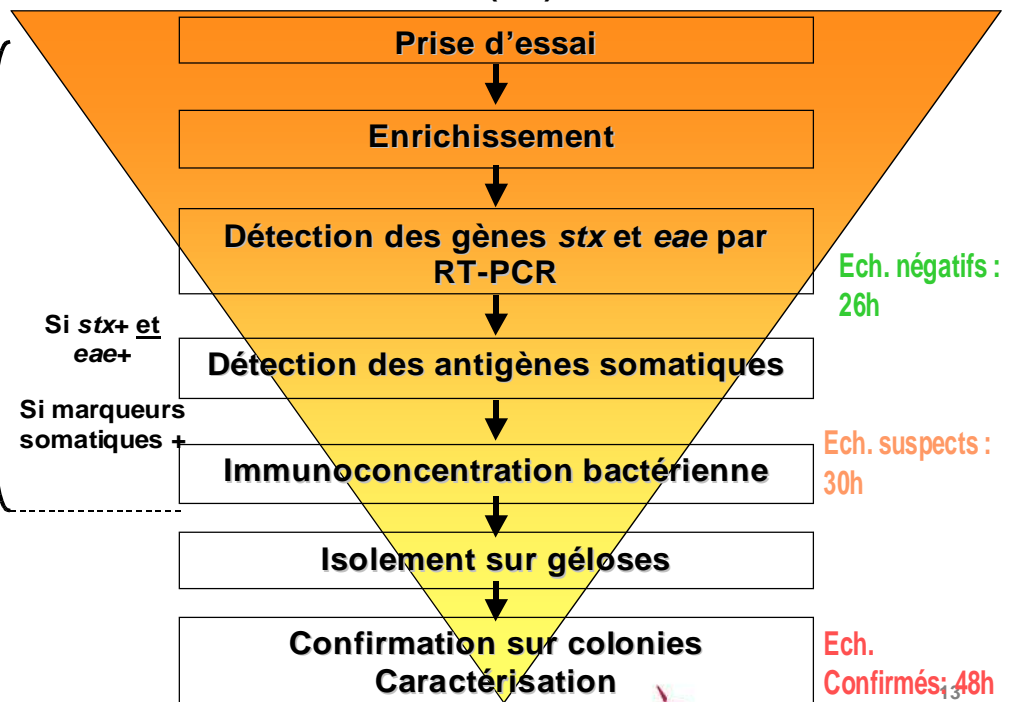 Prise d’essai
Enrichissement
Détection des gènes stx et eae par
RT-PCR
Ech. négatifs :
26h
Si stx+ et
eae+
Détection des antigènes somatiques
Si marqueurs
somatiques +
Immunoconcentration bactérienne
Ech. suspects :
30h
Isolement sur géloses
Confirmation sur colonies
Caractérisation
Ech.
Confirmés: 48h
13